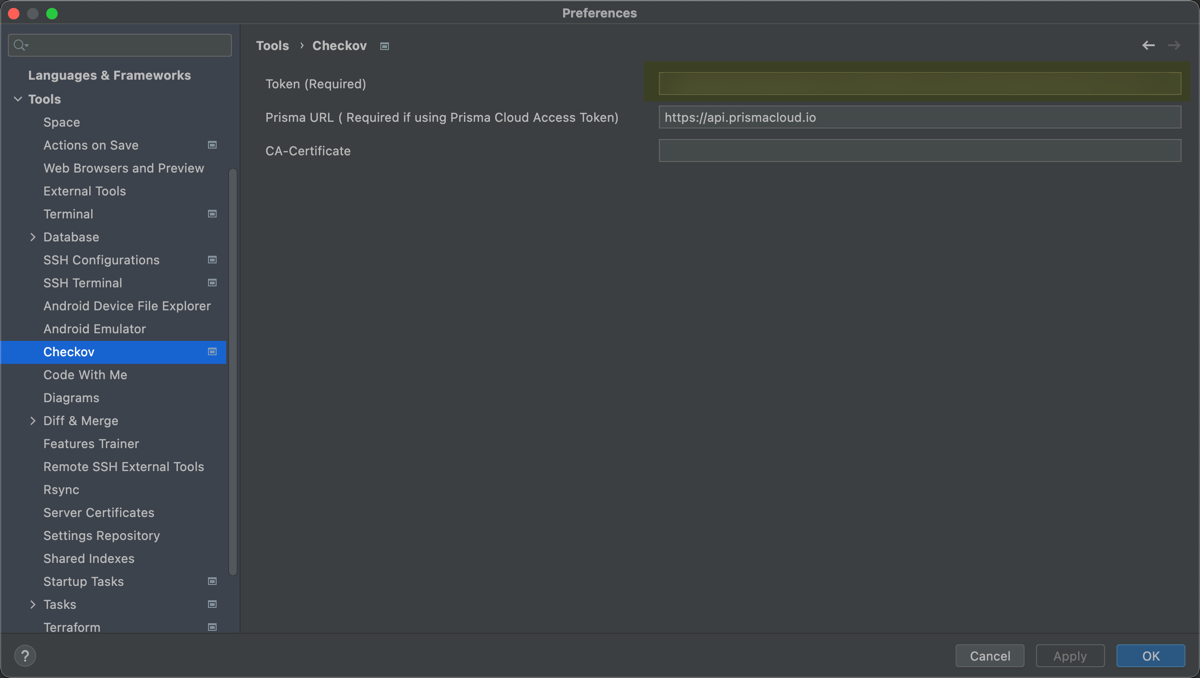 Preferences
Languages & Frameworks
Tools
Space
Actions on Save
Web Browsers and Preview
External Tools
Terminal
Database
SSH Configurations
SSH Terminal
Android Device File Explorer
Android Emulator
Checkov
Code With Me
Diagrams
Diff & Merge
Features Trainer
Remote SSH External Tools
Rsync
Server Certificates
Settings Repository
Shared Indexes
Startup Tasks
Tasks
Terraform
Tools › Checkov
Token (Required)
Prisma URL ( Required if using Prisma Cloud Access Token) https://api.prismacloud.io
CA-Certificate
? Cancel Apply OK